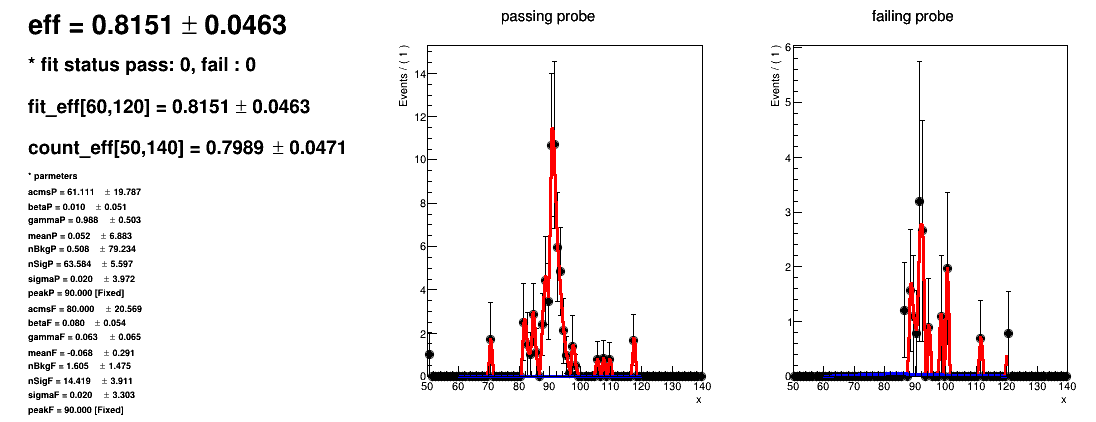 eff = 0.8151 ± 0.0463
* fit status pass: 0, fail : 0
fit_eff[60,120] = 0.8151 ± 0.0463
count_eff[50,140] = 0.7989 ± 0.0471
* parmeters
acmsP = 61.111 ± 19.787
betaP = 0.010 ± 0.051
gammaP = 0.988 ± 0.503
meanP = 0.052 ± 6.883
nBkgP = 0.508 ± 79.234
nSigP = 63.584 ± 5.597
sigmaP = 0.020 ± 3.972
peakP = 90.000 [Fixed]
acmsF = 80.000 ± 20.569
betaF = 0.080 ± 0.054
gammaF = 0.063 ± 0.065
meanF = -0.068 ± 0.291
nBkgF = 1.605 ± 1.475
nSigF = 14.419 ± 3.911
sigmaF = 0.020 ± 3.303
peakF = 90.000 [Fixed]
passing probe
Events / ( 1 )
14
12
10
8
6
4
2
0
50 60 70 80 90 100 110 120 130 140
x
failing probe
Events / ( 1 )
6
5
4
3
2
1
0
50 60 70 80 90 100 110 120 130 140
x